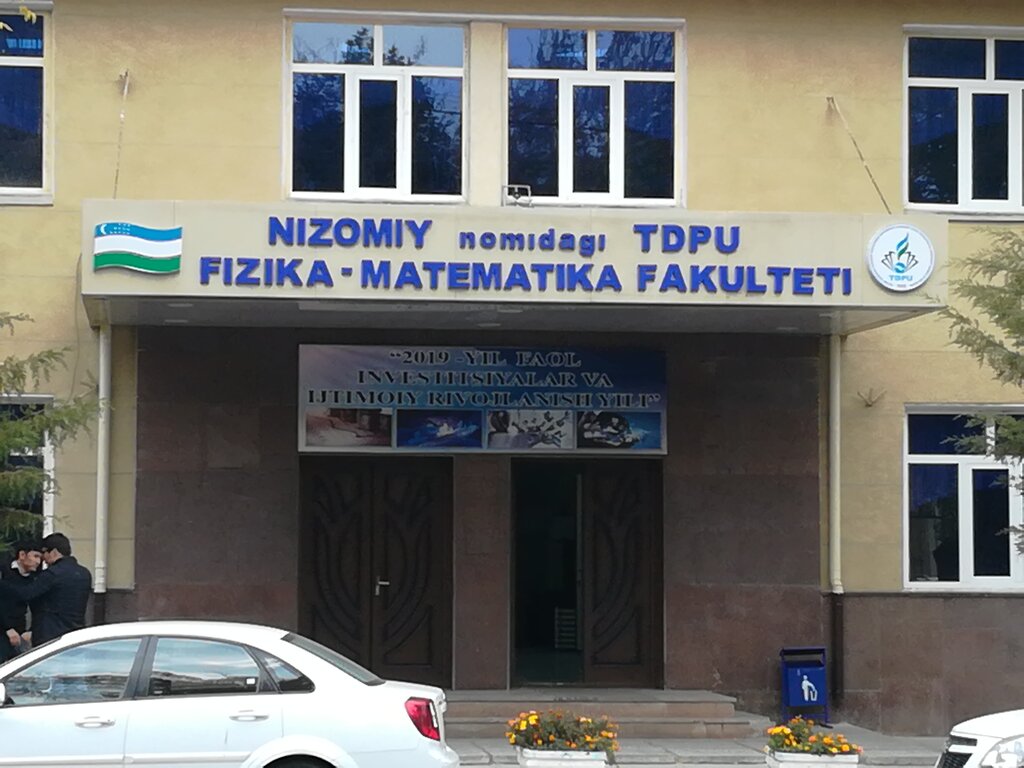 NIZOMIY nomidagi TDPU
FIZIKA-MATEMATIKA FAKULTETI
TDPU
"2019-YIL FAOL
INVESTITSIYALAR VA
IJTIMOIY RIVOJLANISH YILI"